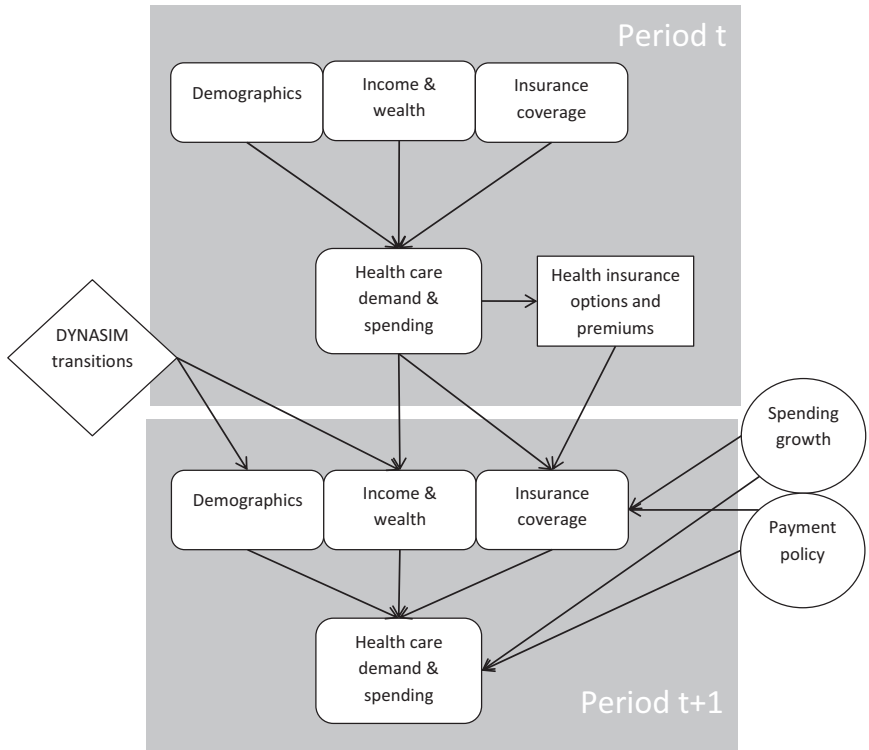 Period t
Demographics
Income &
wealth
Insurance
coverage
Health care
demand &
spending
Health insurance
options and
premiums
DYNASIM
transitions
Spending
growth
Demographics
Income &
wealth
Insurance
coverage
Payment
policy
Health care
demand &
spending
Period t+1